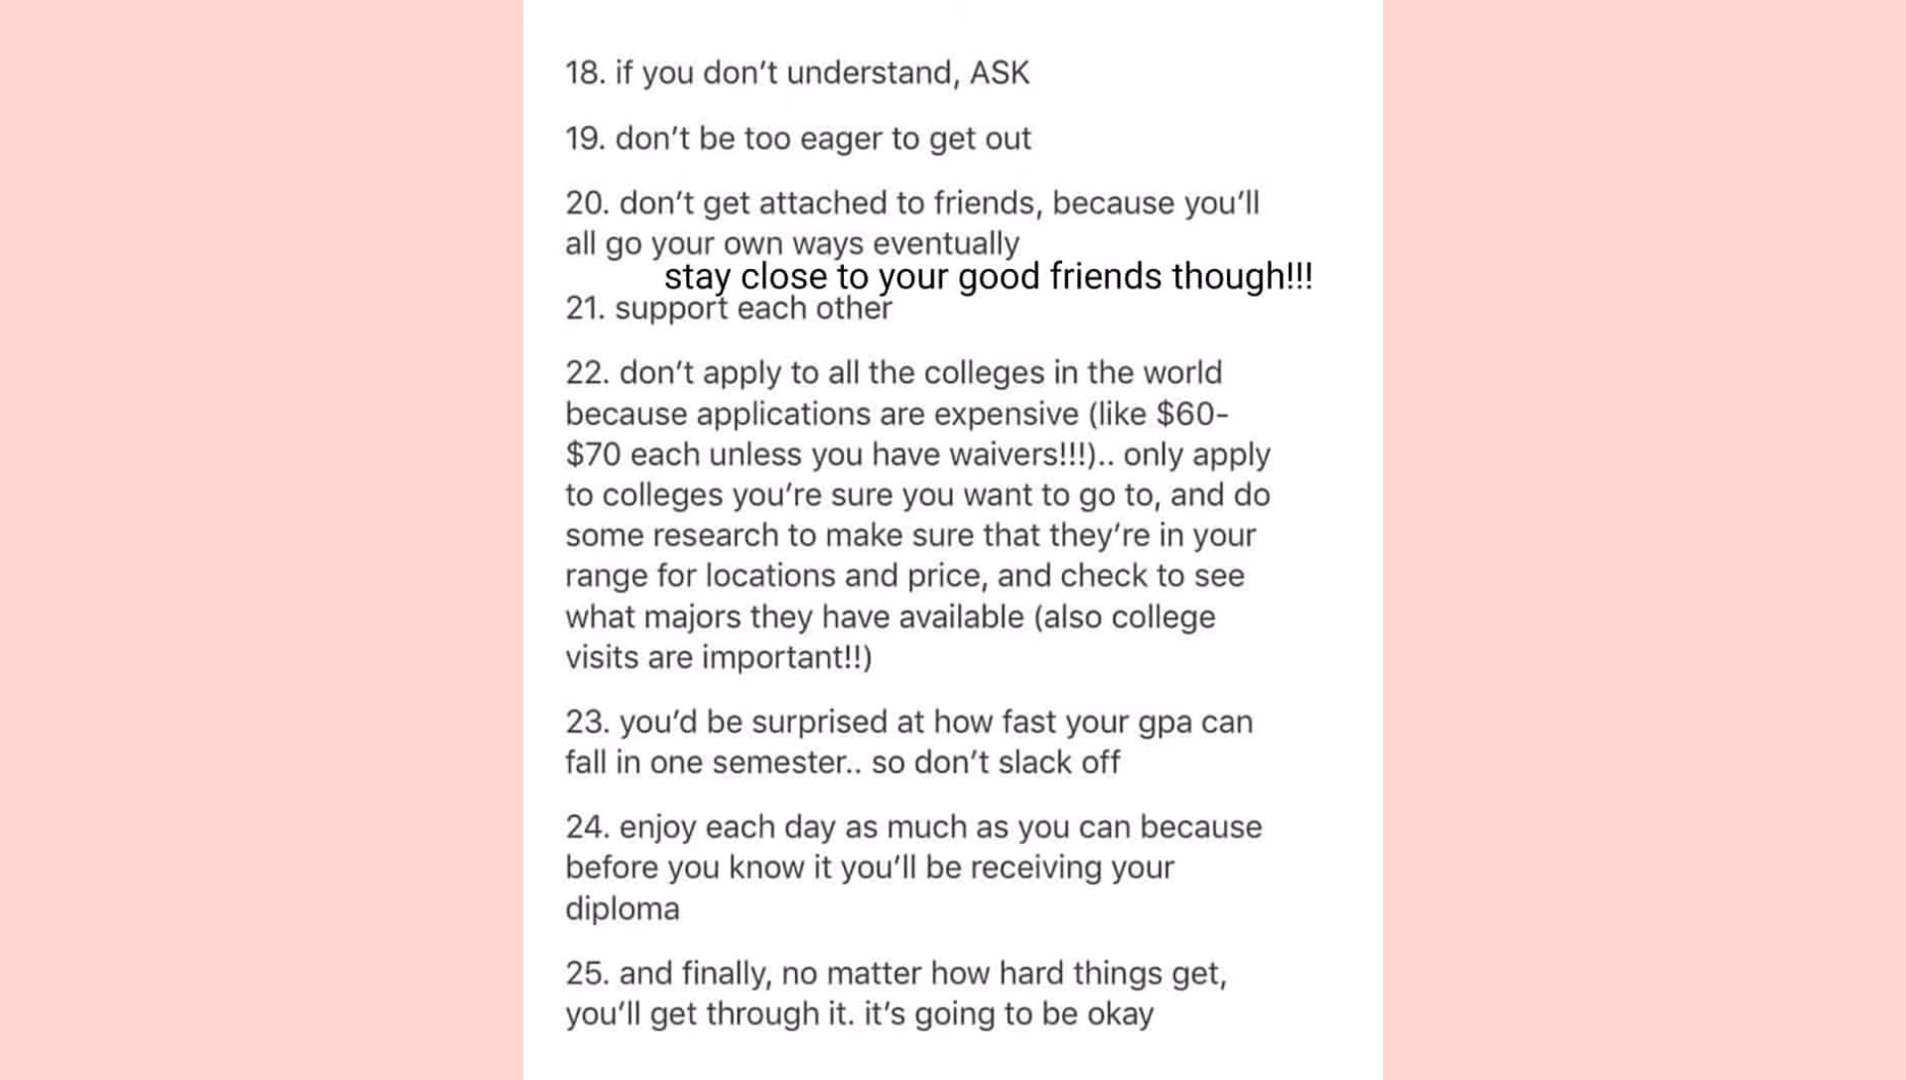 18. if you don't understand, ASK
19. don't be too eager to get out
20. don't get attached to friends, because you'll
all go your own ways eventually
stay close to your good friends though!!!
21. support each other
22. don't apply to all the colleges in the world
because applications are expensive (like $60-
$70 each unless you have waivers!!!).. only apply
to colleges you're sure you want to go to, and do
some research to make sure that they're in your
range for locations and price, and check to see
what majors they have available (also college
visits are important!!)
23. you'd be surprised at how fast your gpa can
fall in one semester.. so don't slack off
24. enjoy each day as much as you can because
before you know it you'll be receiving your
diploma
25. and finally, no matter how hard things get,
you'll get through it. it's going to be okay